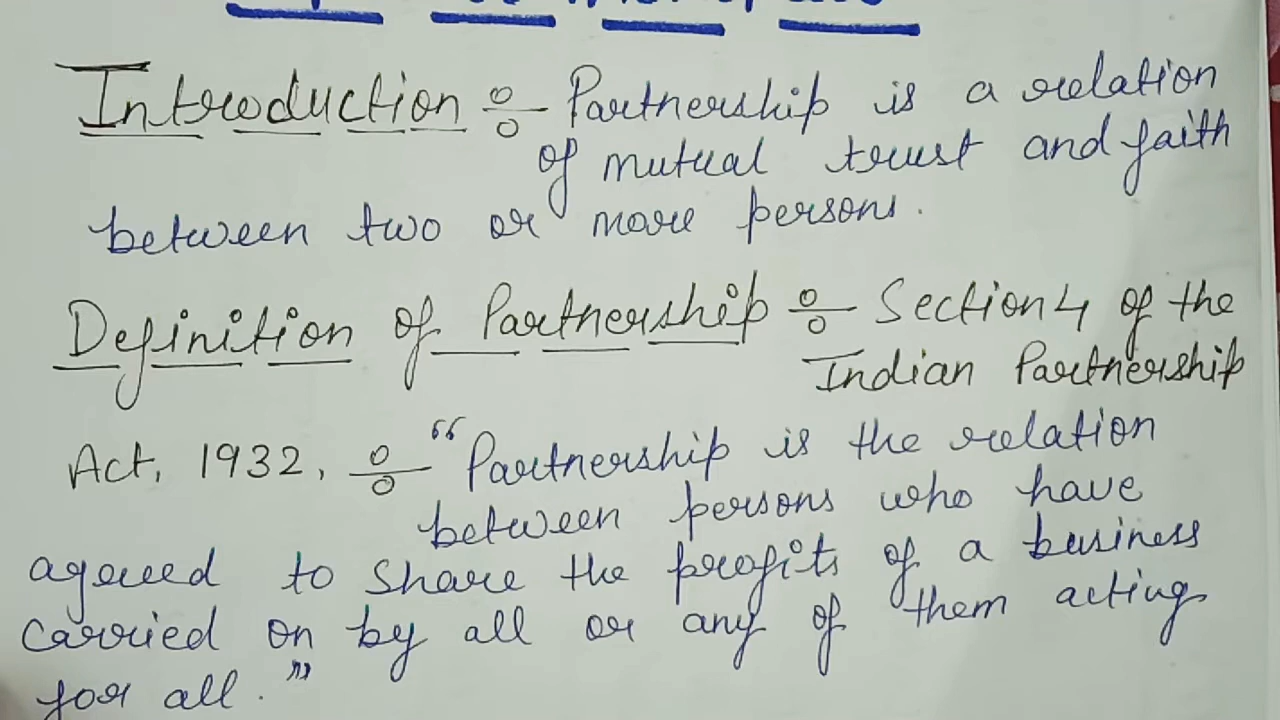 Introduction :- Partnership is a relation
of mutual trust and faith
between two or more persons.
Definition of Partnership :- Section 4 of the
Indian Partnership
Act, 1932, :- "Partnership is the relation
between persons who have
agreed to share the profits of a business
carried on by all or any of them acting
for all."